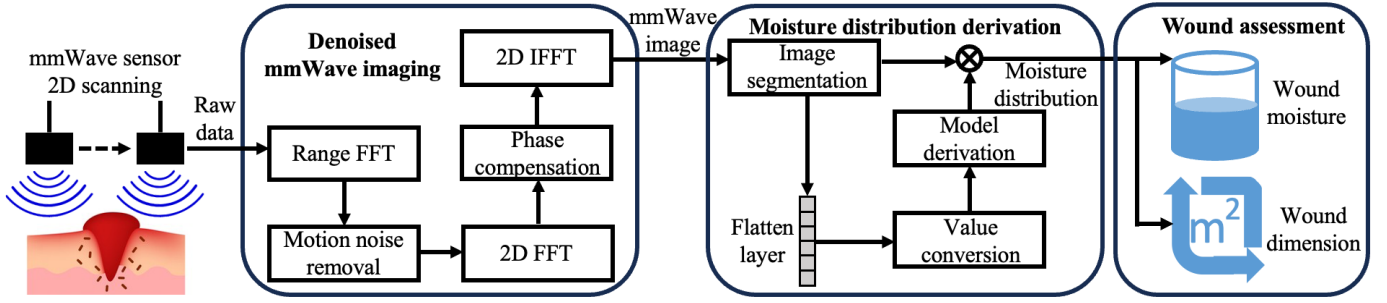 mmWave sensor
2D scanning
Raw
data
Denoised
mmWave imaging
Range FFT
Motion noise
removal
2D FFT
Phase
compensation
2D IFFT
mmWave
image
Moisture distribution derivation
Image
segmentation
Flatten
layer
Value
conversion
Model
derivation
Moisture
distribution
Wound assessment
Wound
moisture
m²
Wound
dimension